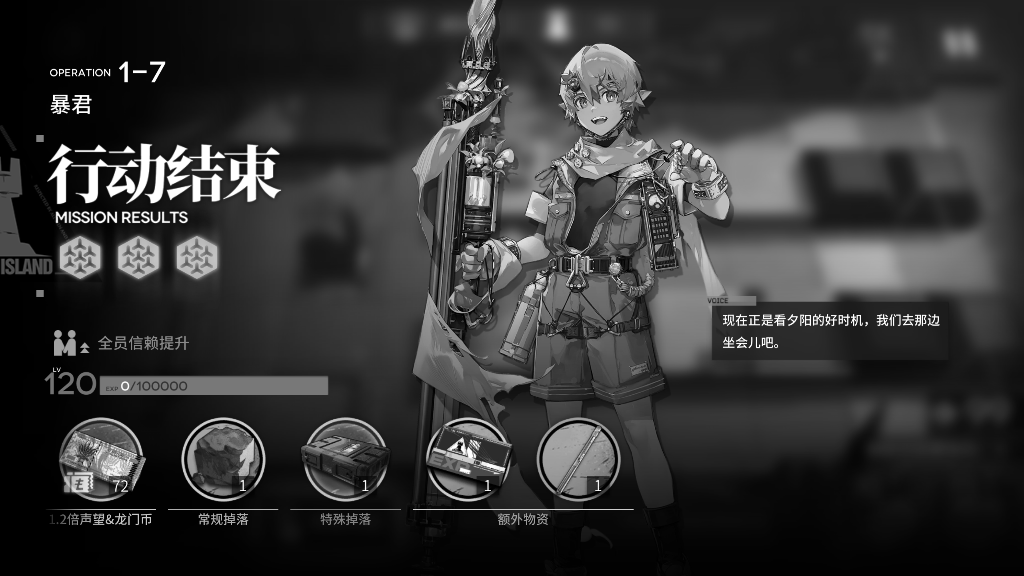 OPERATION 1-7
暴君
行动结束
MISSION RESULTS
ISLAND
VOICE
现在正是看夕阳的好时机，我们去那边
坐会儿吧。
全员信赖提升
LV
120
EXP 0/100000
72
1
1
1
1
1.2倍声望&龙门币
常规掉落
特殊掉落
额外物资